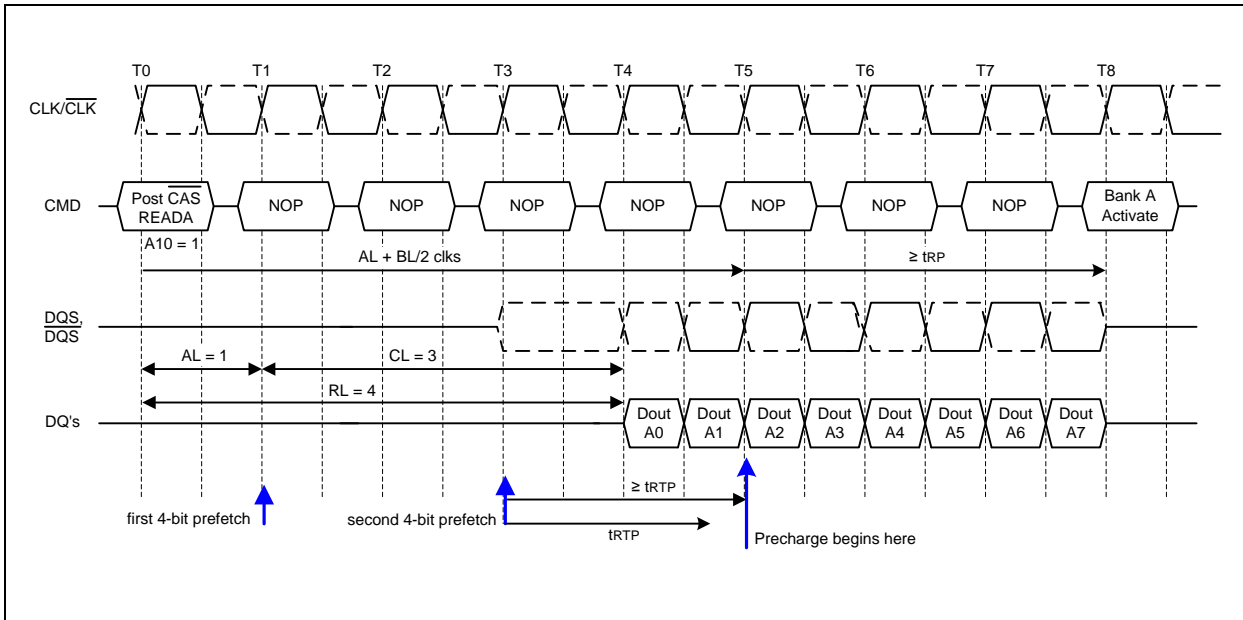 T0 T1 T2 T3 T4 T5 T6 T7 T8
CLK/CLK
CMD
Post CAS
READA
NOP NOP NOP NOP NOP NOP NOP
Bank A
Activate
A10 = 1
AL + BL/2 clks
≥ tRP
DQS,
DQS
AL = 1
CL = 3
RL = 4
DQ's
Dout
A0
Dout
A1
Dout
A2
Dout
A3
Dout
A4
Dout
A5
Dout
A6
Dout
A7
first 4-bit prefetch
second 4-bit prefetch
≥ tRTP
tRTP
Precharge begins here